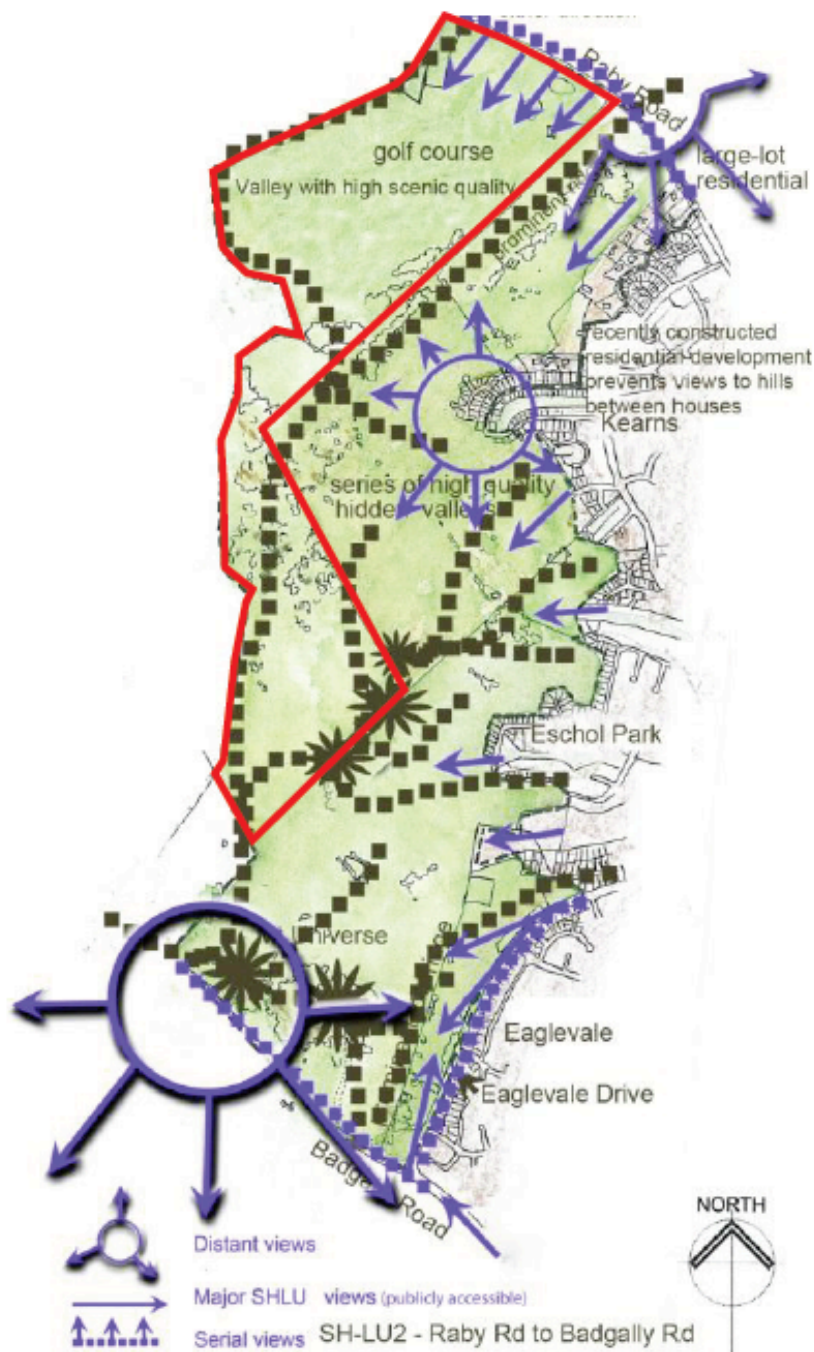 Raby Road
golf course
Valley with high scenic quality
large-lot
residential
prominent
recently constructed
residential development
prevents views to hills
between houses
Kearns
series of high quality
hidden valleys
Eschol Park
Universe
Eaglevale
Eaglevale Drive
Road
NORTH
Distant views
Major SHLU views (publicly accessible)
Serial views SH-LU2 - Raby Rd to Badgally Rd